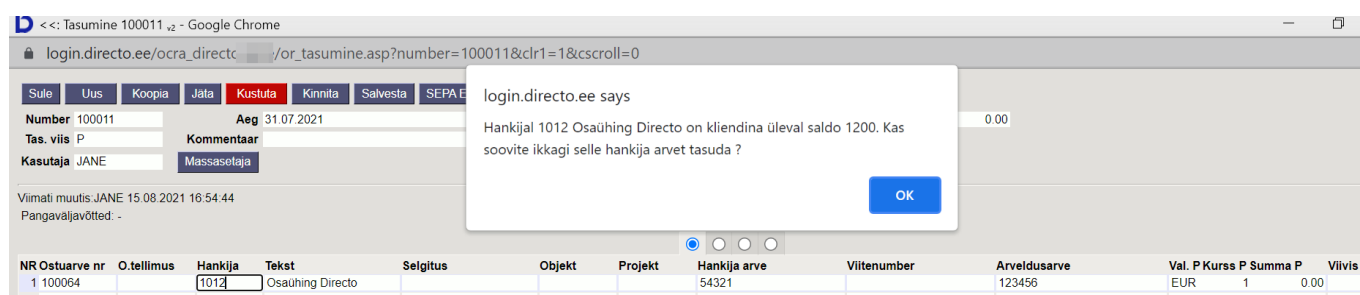 <<: Tasumine 100011 v2 - Google Chrome
login.directo.ee/ocra_directo /or_tasumine.asp?number=100011&clr1=1&cscroll=0
Sule Uus Koopia Jäta Kustuta Kinnita Salvesta SEPA E
login.directo.ee says
Number 100011 Aeg 31.07.2021 0.00
Hankijal 1012 Osaühing Directo on kliendina üleval saldo 1200. Kas
soovite ikkagi selle hankija arvet tasuda ?
Tas. viis P Kommentaar
Kasutaja JANE Massasetaja
OK
Viimati muutis:JANE 15.08.2021 16:54:44
Pangaväljavõtted: -
NR Ostuarve nr O.tellimus Hankija Tekst Selgitus Objekt Projekt Hankija arve Viitenumber Arveldusarve Val. P Kurss P Summa P Viivis
1 100064 1012 Osaühing Directo 54321 123456 EUR 1 0.00